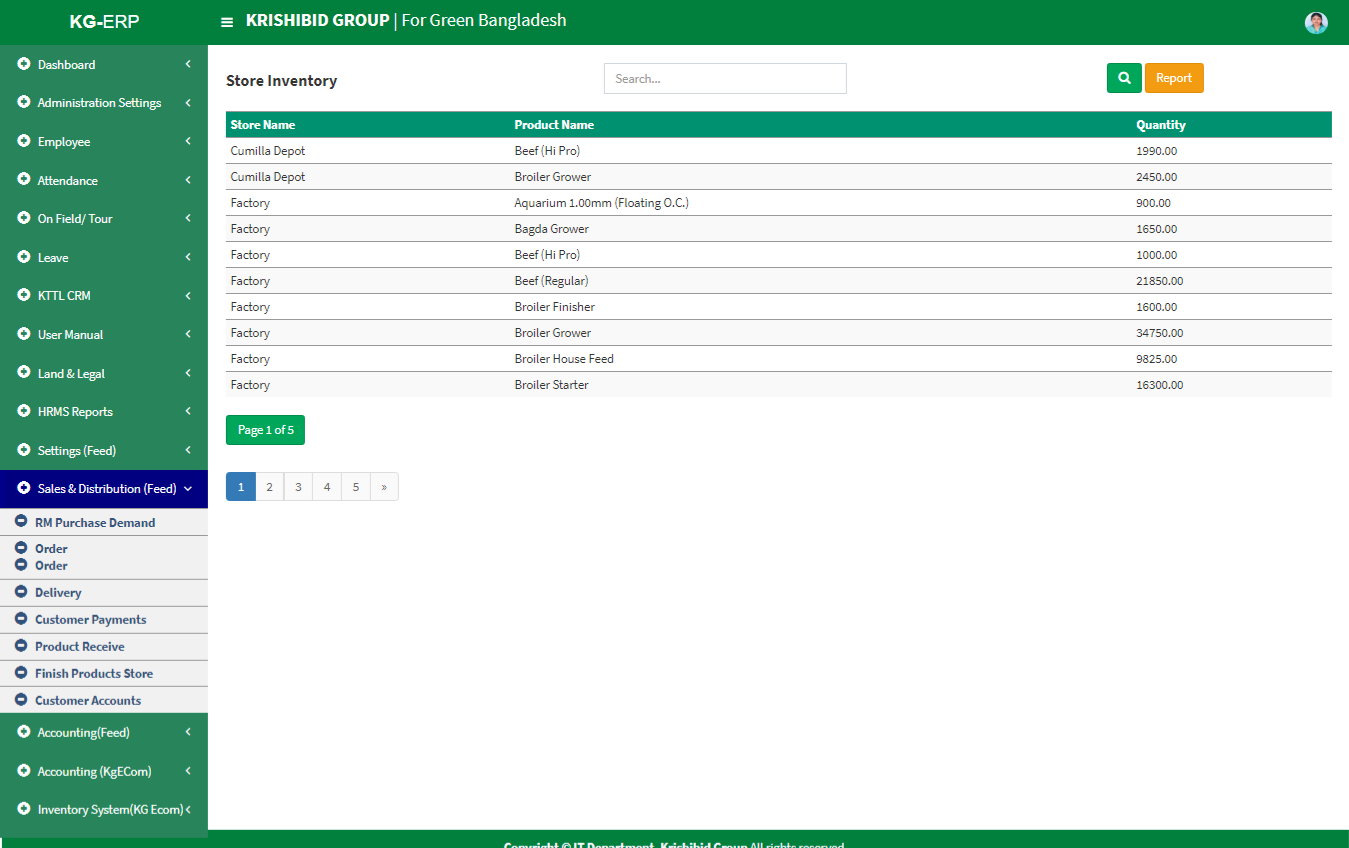 KG-ERP
KRISHIBID GROUP | For Green Bangladesh
Dashboard
Administration Settings
Employee
Attendance
On Field/ Tour
Leave
KTTL CRM
User Manual
Land & Legal
HRMS Reports
Settings (Feed)
Sales & Distribution (Feed)
RM Purchase Demand
Order
Order
Delivery
Customer Payments
Product Receive
Finish Products Store
Customer Accounts
Accounting(Feed)
Accounting (KgECom)
Inventory System(KG Ecom)
Store Inventory
Search...
Report
Store Name Product Name Quantity
Cumilla Depot Beef (Hi Pro) 1990.00
Cumilla Depot Broiler Grower 2450.00
Factory Aquarium 1.00mm (Floating O.C.) 900.00
Factory Bagda Grower 1650.00
Factory Beef (Hi Pro) 1000.00
Factory Beef (Regular) 21850.00
Factory Broiler Finisher 1600.00
Factory Broiler Grower 34750.00
Factory Broiler House Feed 9825.00
Factory Broiler Starter 16300.00
Page 1 of 5
1 2 3 4 5 »
Copyright © IT Department, Krishibid Group All rights reserved